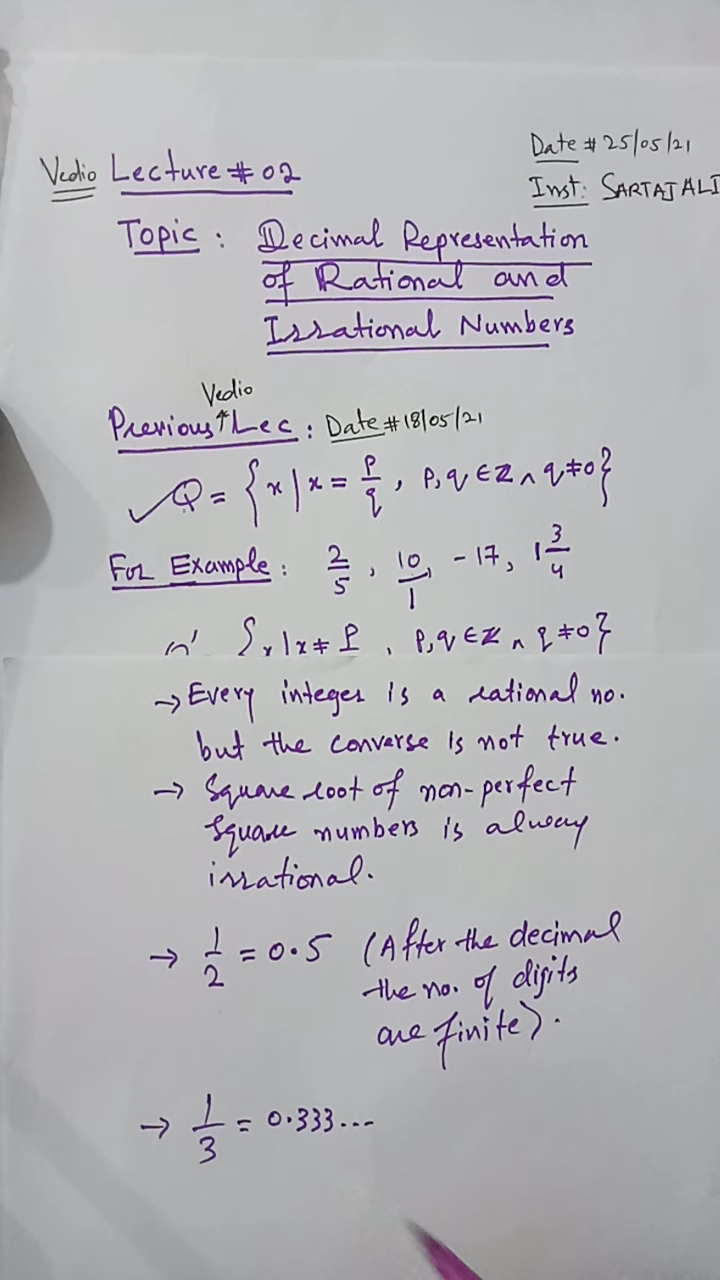 Vedio Lecture # 02
Date # 25/05/21
Inst: SARTAJ ALI
Topic : Decimal Representation
of Rational and
Irrational Numbers
Vedio
Previous Lec : Date # 18/05/21
Q = {x | x = p/q , p,q ∈ Z ∧ q ≠ 0}
For Example : 2/5 , 10/1 , -17, 1 3/4
Q' {x | x ≠ p , p,q ∈ Z ∧ q ≠ 0}
→ Every integer is a rational no.
but the converse is not true.
→ Square root of non-perfect
square numbers is alway
irrational.
→ 1/2 = 0.5 (After the decimal
the no. of digits
are finite).
→ 1/3 = 0.333...